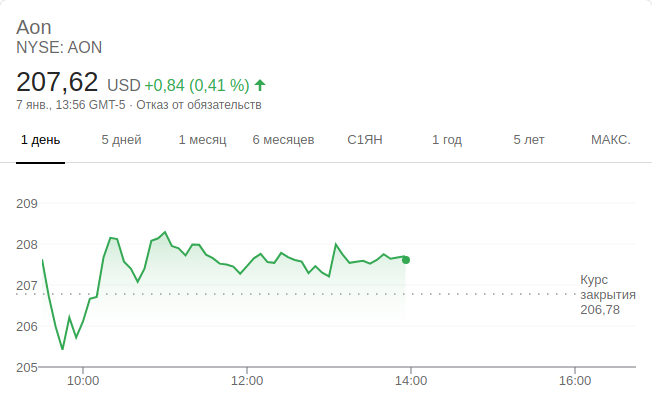 Aon
NYSE: AON
207,62 USD +0,84 (0,41 %)
7 янв., 13:56 GMT-5 · Отказ от обязательств
1 день 5 дней 1 месяц 6 месяцев С1ЯН 1 год 5 лет МАКС.
209
208
207
206
205
Курс
закрытия
206,78
10:00 12:00 14:00 16:00